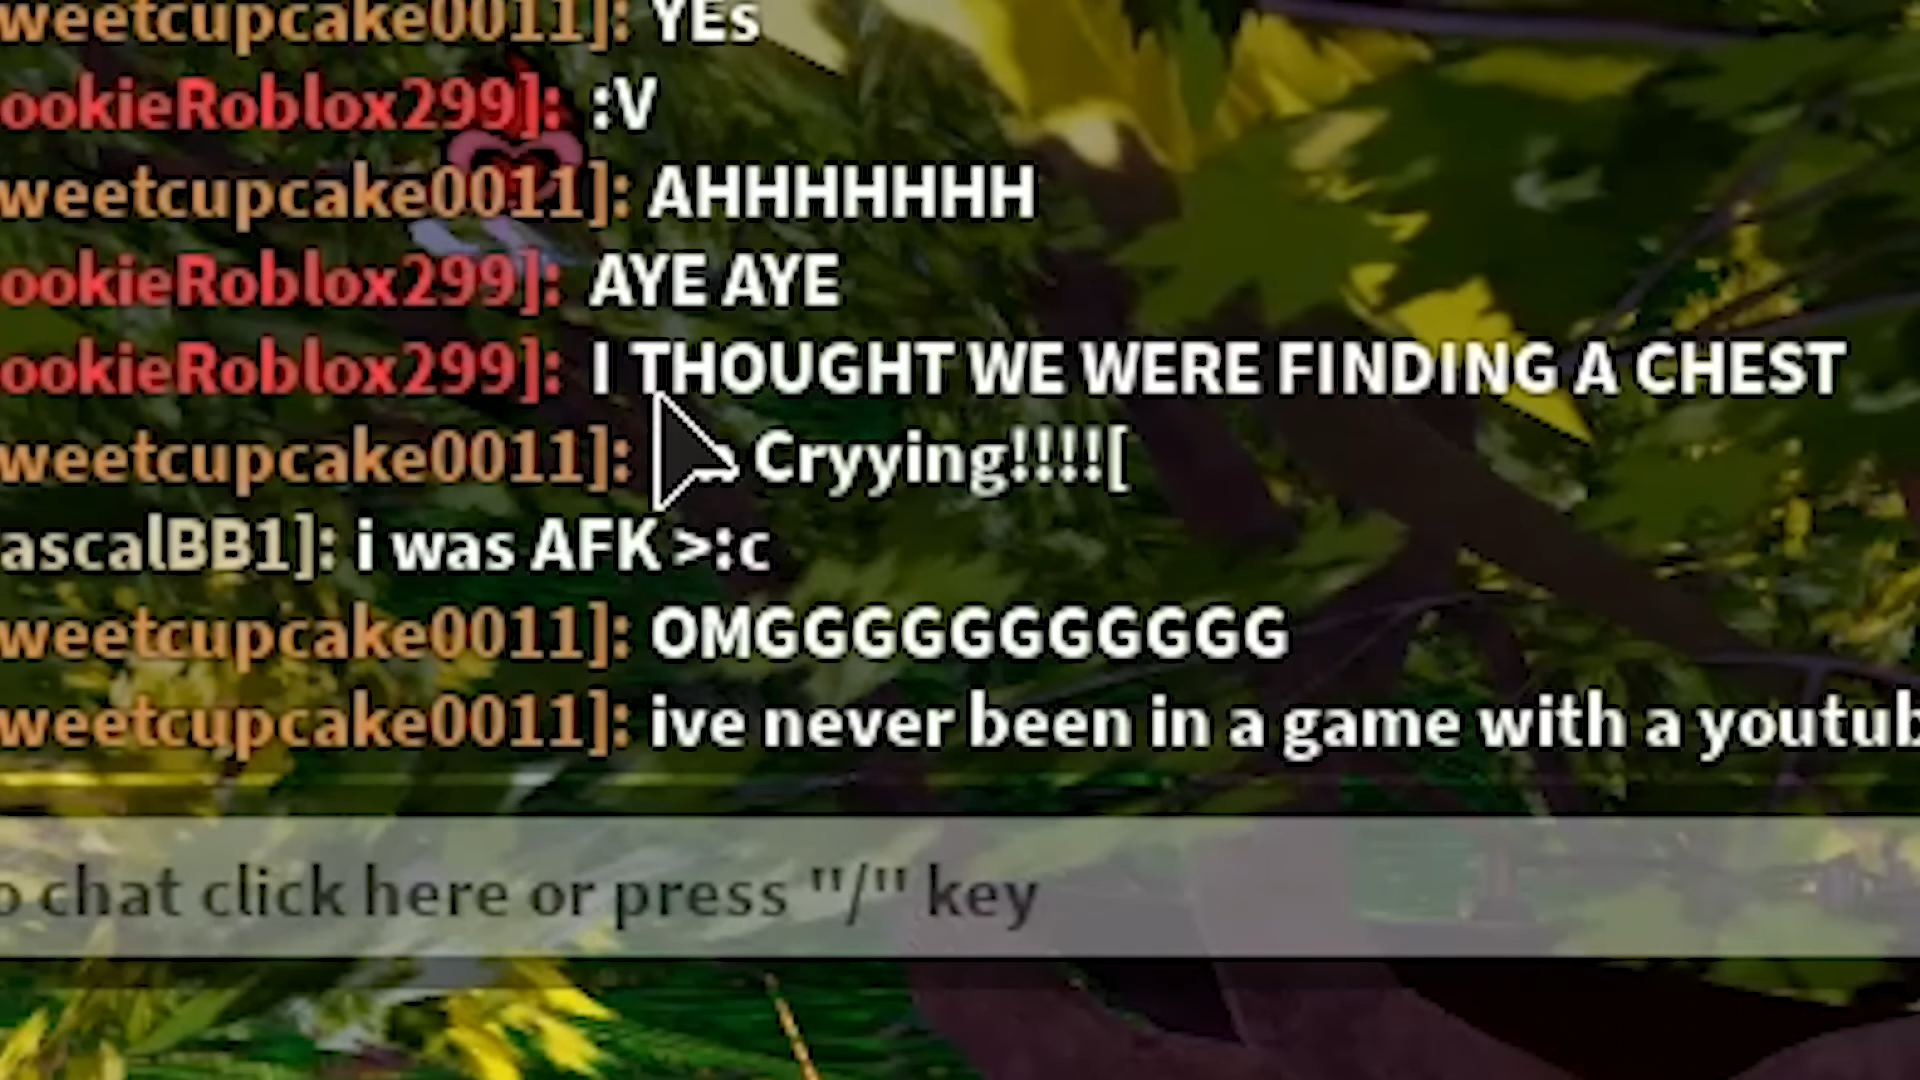 weetcupcake0011]: YEs
ookieRoblox299]: :V
weetcupcake0011]: AHHHHHHH
ookieRoblox299]: AYE AYE
ookieRoblox299]: I THOUGHT WE WERE FINDING A CHEST
weetcupcake0011]: Cryying!!!![
ascalBB1]: i was AFK >:c
weetcupcake0011]: OMGGGGGGGGGGGG
weetcupcake0011]: ive never been in a game with a youtub
o chat click here or press "/" key